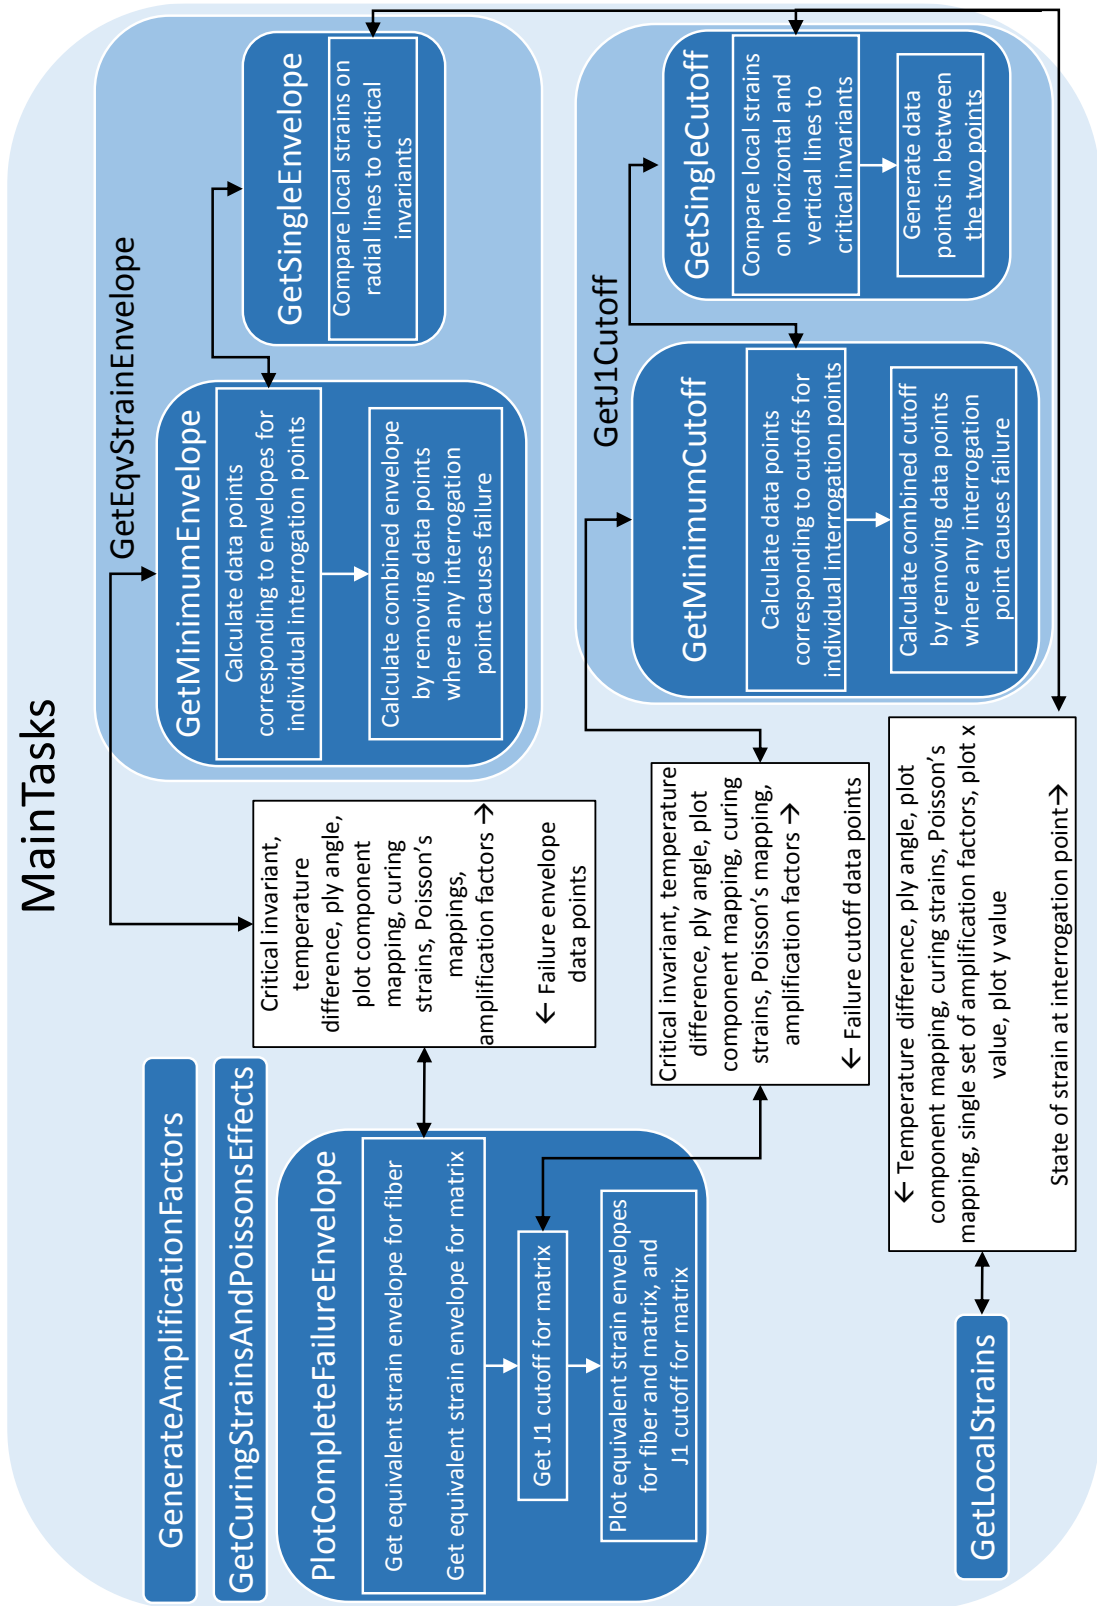 MainTasks
GenerateAmplificationFactors
GetCuringStrainsAndPoissonsEffects
PlotCompleteFailureEnvelope
Get equivalent strain envelope for fiber
Get equivalent strain envelope for matrix
Get J1 cutoff for matrix
Plot equivalent strain envelopes
for fiber and matrix, and
J1 cutoff for matrix
GetLocalStrains
Critical invariant,
temperature
difference, ply angle,
plot component
mapping, curing
strains, Poisson’s
mappings,
amplification factors →
← Failure envelope
data points
Critical invariant, temperature
difference, ply angle, plot
component mapping, curing
strains, Poisson’s mapping,
amplification factors →
← Failure cutoff data points
← Temperature difference, ply angle, plot
component mapping, curing strains, Poisson’s
mapping, single set of amplification factors, plot x
value, plot y value
State of strain at interrogation point→
GetEqvStrainEnvelope
GetMinimumEnvelope
Calculate data points
corresponding to envelopes for
individual interrogation points
Calculate combined envelope
by removing data points
where any interrogation
point causes failure
GetSingleEnvelope
Compare local strains on
radial lines to critical
invariants
GetJ1Cutoff
GetMinimumCutoff
Calculate data points
corresponding to cutoffs for
individual interrogation points
Calculate combined cutoff
by removing data points
where any interrogation
point causes failure
GetSingleCutoff
Compare local strains
on horizontal and
vertical lines to
critical invariants
Generate data
points in between
the two points